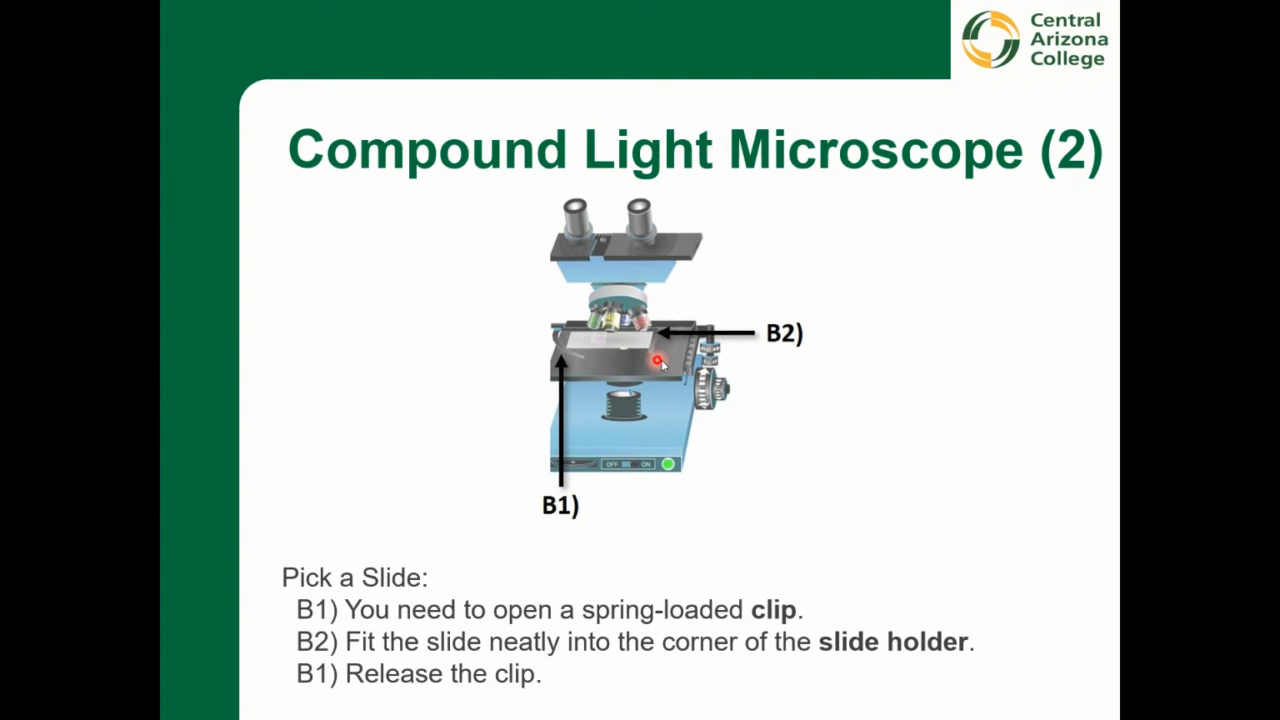 Central
Arizona
College
Compound Light Microscope (2)
B2)
OFF ON
B1)
Pick a Slide:
B1) You need to open a spring-loaded clip.
B2) Fit the slide neatly into the corner of the slide holder.
B1) Release the clip.